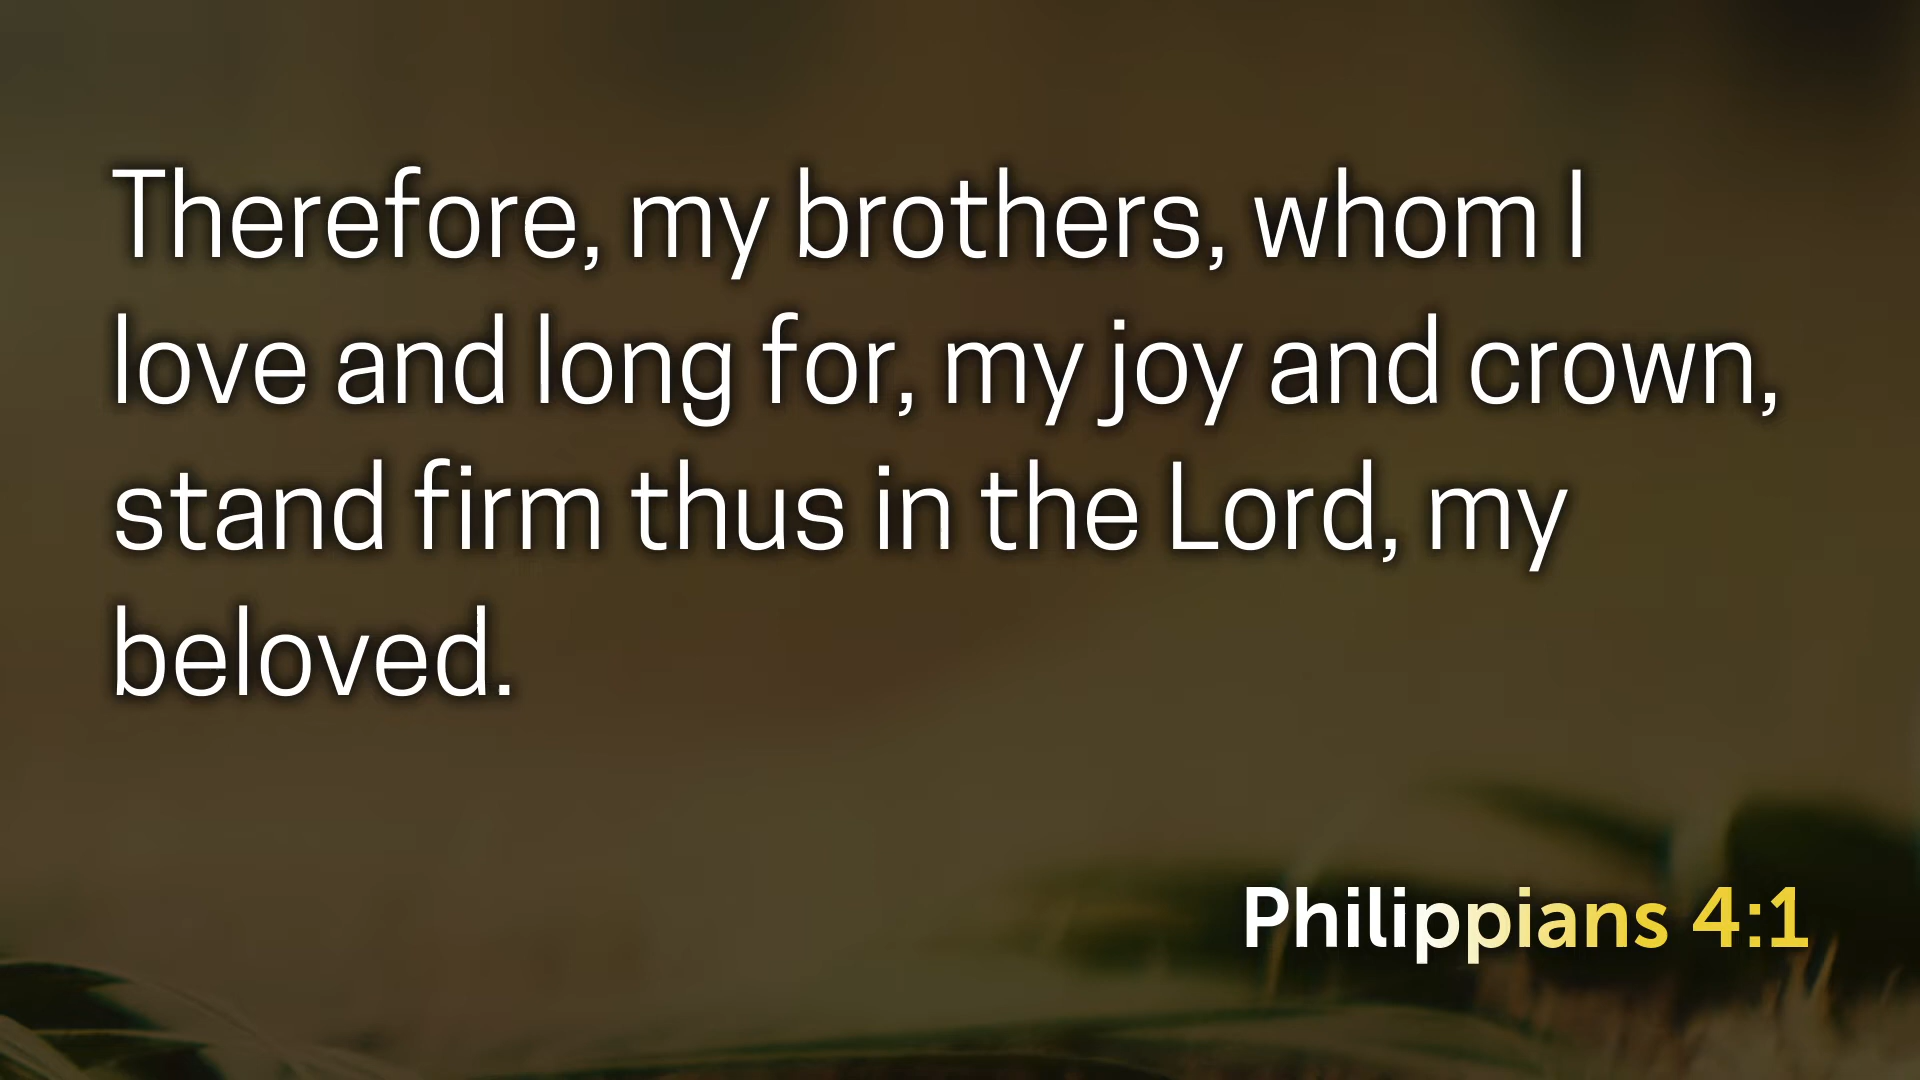 Therefore, my brothers, whom I
love and long for, my joy and crown,
stand firm thus in the Lord, my
beloved.
Philippians 4:1